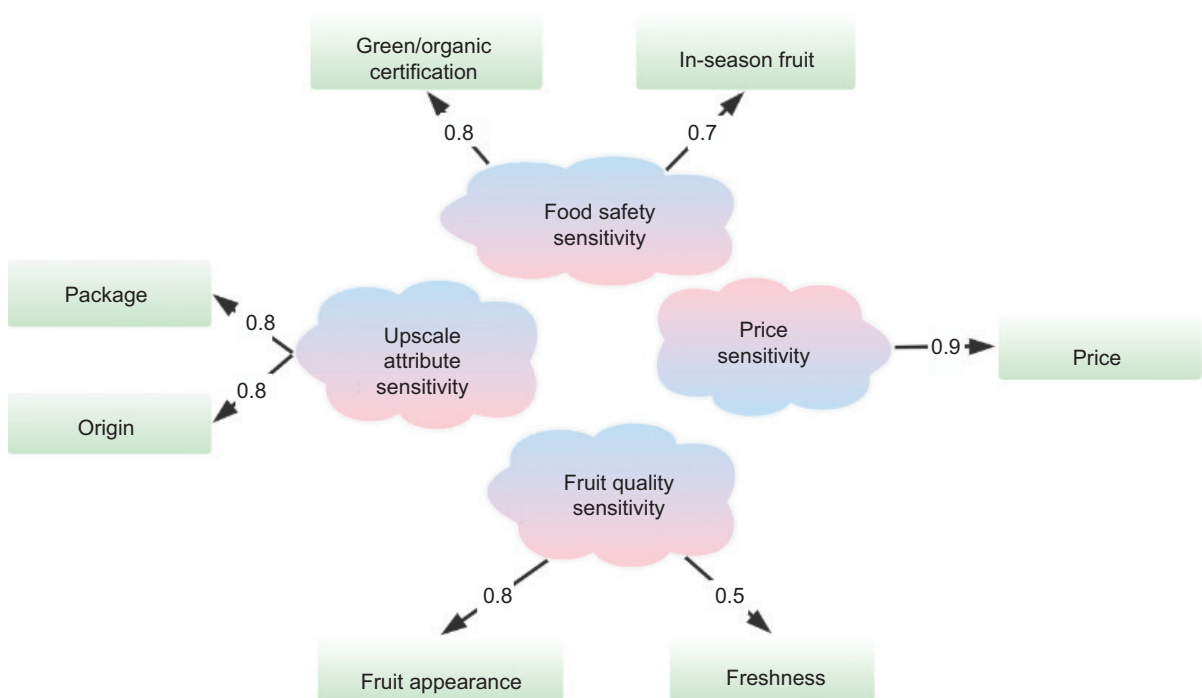 Green/organic
certification
In-season fruit
0.8
0.7
Food safety
sensitivity
Package
0.8
Upscale
attribute
sensitivity
Price
sensitivity
0.9
Price
0.8
Origin
Fruit quality
sensitivity
0.8
0.5
Fruit appearance
Freshness